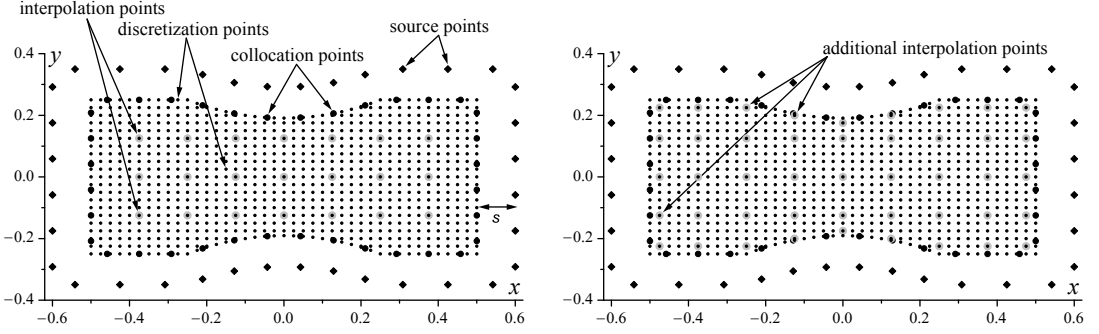 interpolation points
discretization points
collocation points
source points
0.4
y
0.2
0.0
−0.2
−0.4
s
x
−0.6
−0.4
−0.2
0.0
0.2
0.4
0.6
additional interpolation points
0.4
y
0.2
0.0
−0.2
−0.4
x
−0.6
−0.4
−0.2
0.0
0.2
0.4
0.6